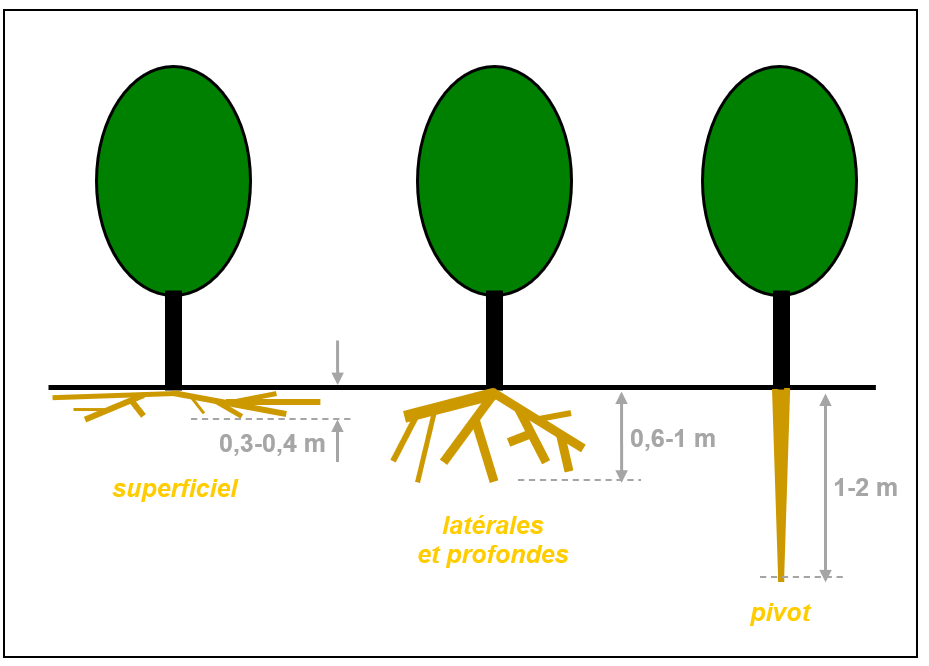 0,3-0,4 m
superficiel
0,6-1 m
latérales
et profondes
1-2 m
pivot